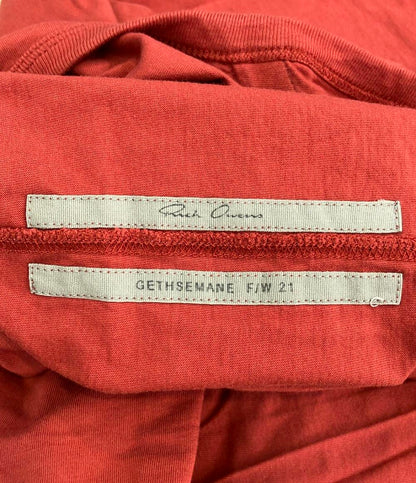 Rick Owens
GETHSEMANE F/W 21